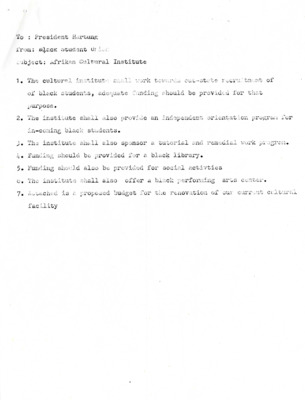 To : President Hartung
From: Black Student Union
Subject: Afrikan Cultural Institute
1. The cultural institute shall work towards out-state recruitment of
of black students, adequate funding should be provided for that
purpose.
2. The institute shall also provide an independent orientation program for
in-coming black students.
3. The institute shall also sponsor a tutorial and remedial work program.
4. Funding should be provided for a black library.
5. Funding should also be provided for social activties
6. The institute shall also offer a black performing arts center.
7. Attached is a proposed budget for the renovation of our current cultural
facility